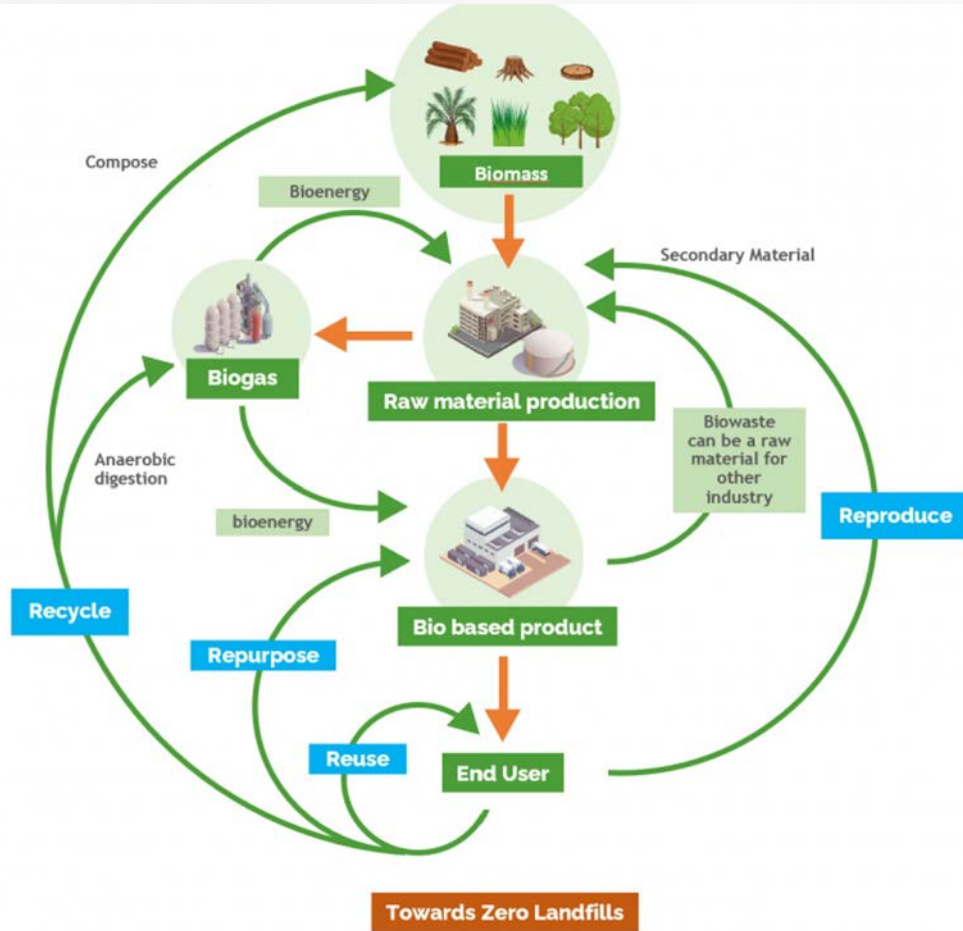 Biomass
Compose
Bioenergy
Secondary Material
Biogas
Raw material production
Anaerobic
digestion
Biowaste
can be a raw
material for
other
industry
Reproduce
bioenergy
Recycle
Bio based product
Repurpose
Reuse
End User
Towards Zero Landfills